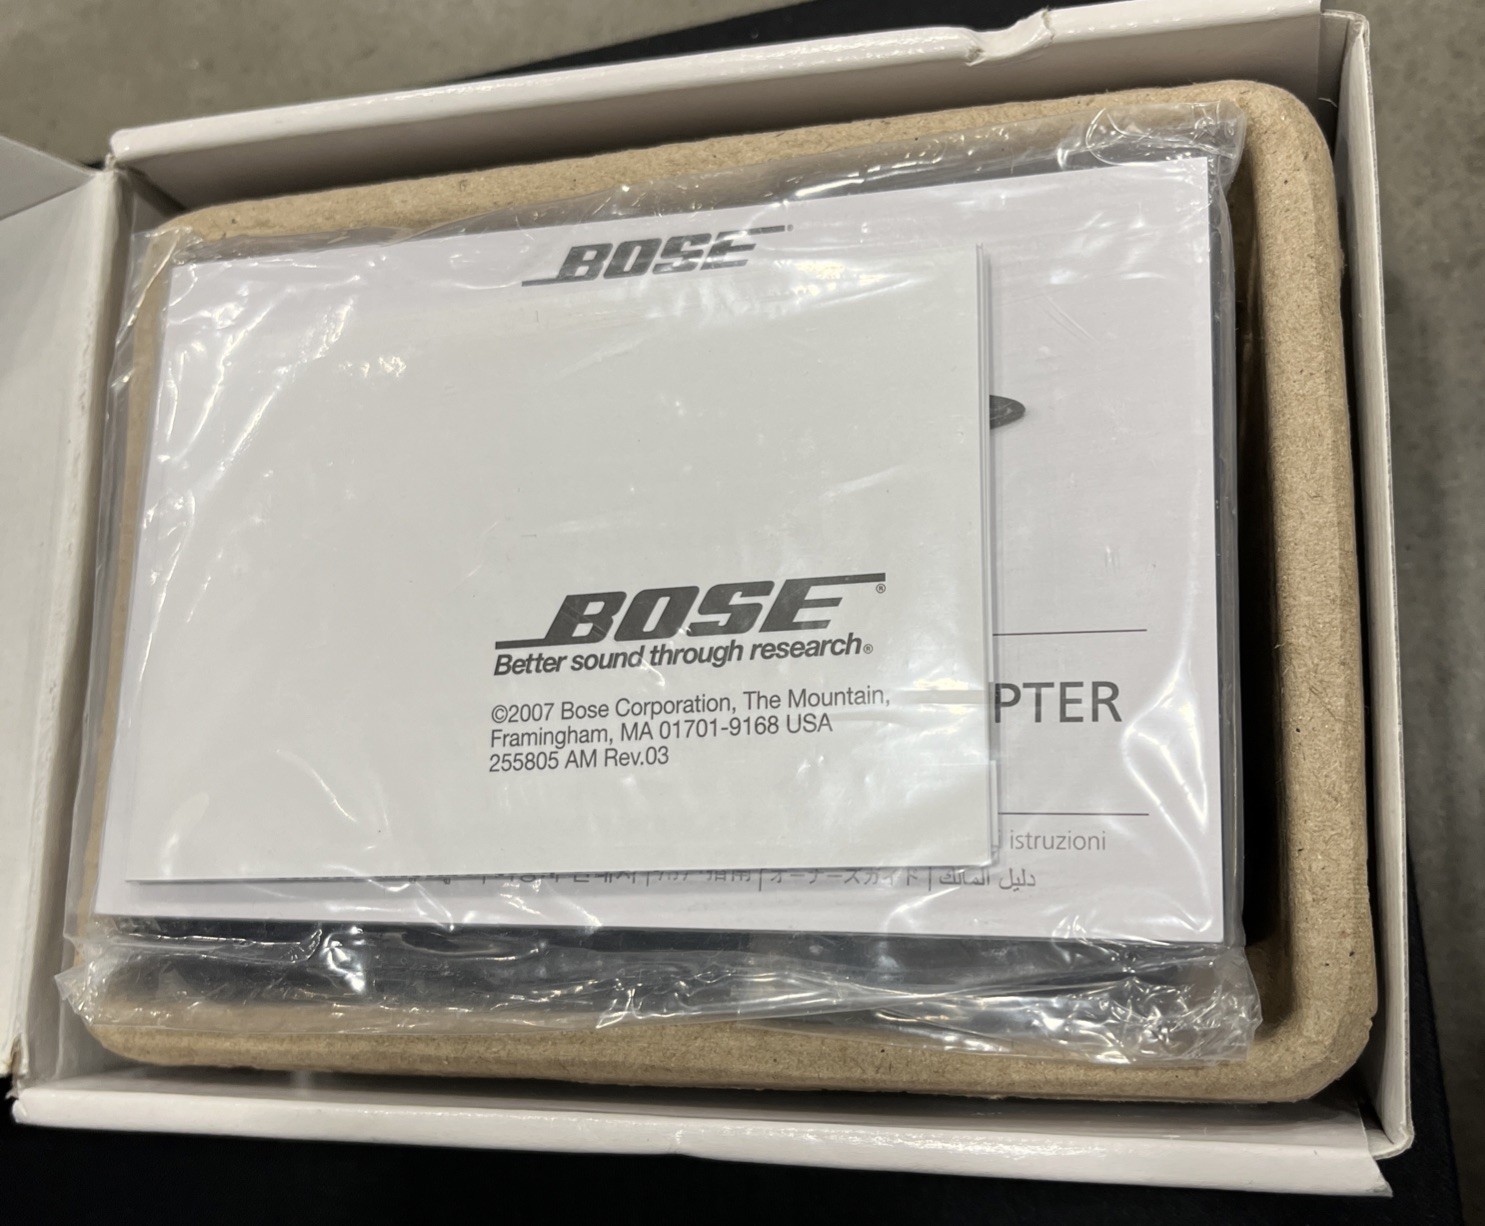 BOSE
BOSE®
Better sound through research®
©2007 Bose Corporation, The Mountain,
Framingham, MA 01701-9168 USA
255805 AM Rev.03
PTER
istruzioni
オーナーズガイド | دليل المالك